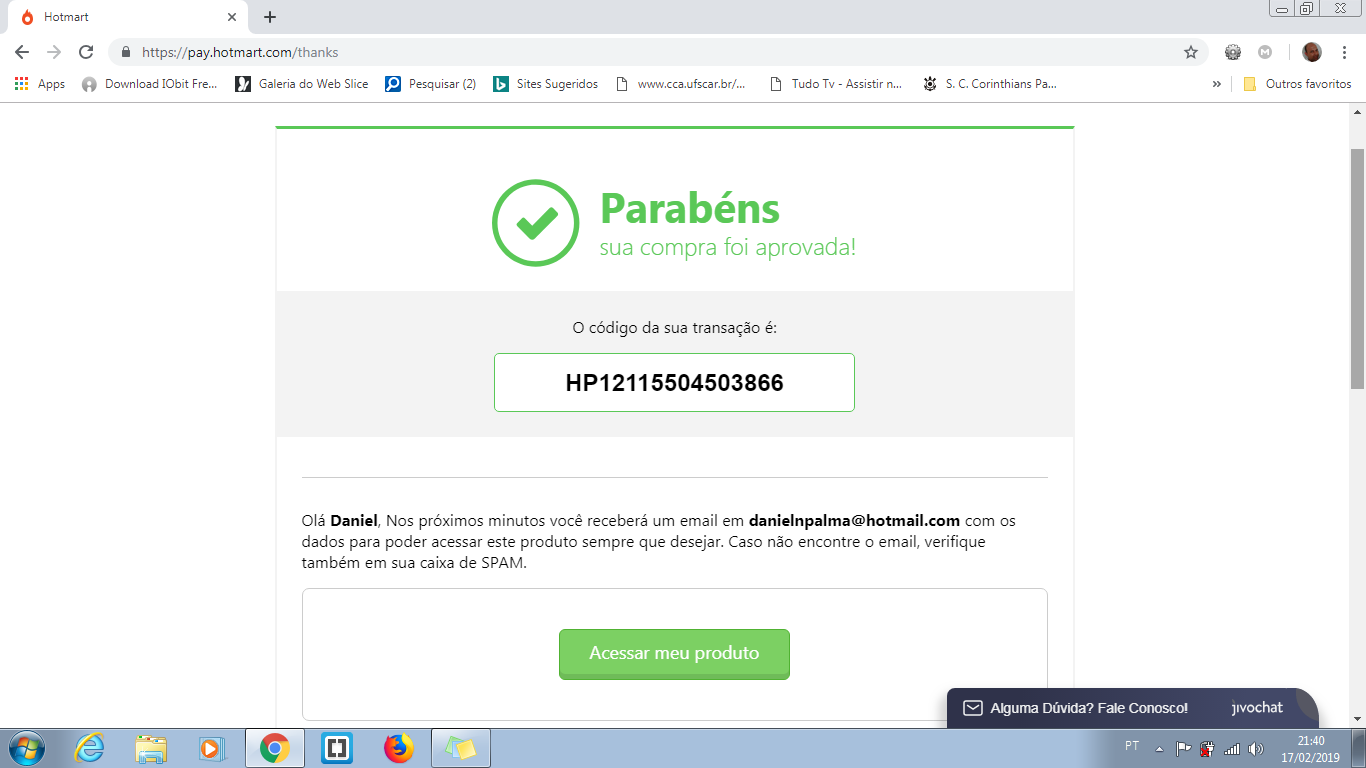 Hotmart
https://pay.hotmart.com/thanks
Apps
Download IObit Fre...
Galeria do Web Slice
Pesquisar (2)
Sites Sugeridos
www.cca.ufscar.br/...
Tudo Tv - Assistir n...
S. C. Corinthians Pa...
»
Outros favoritos
Parabéns
sua compra foi aprovada!
O código da sua transação é:
HP12115504503866
Olá Daniel, Nos próximos minutos você receberá um email em danielnpalma@hotmail.com com os
dados para poder acessar este produto sempre que desejar. Caso não encontre o email, verifique
também em sua caixa de SPAM.
Acessar meu produto
Alguma Dúvida? Fale Conosco!
jivochat
PT
21:40
17/02/2019